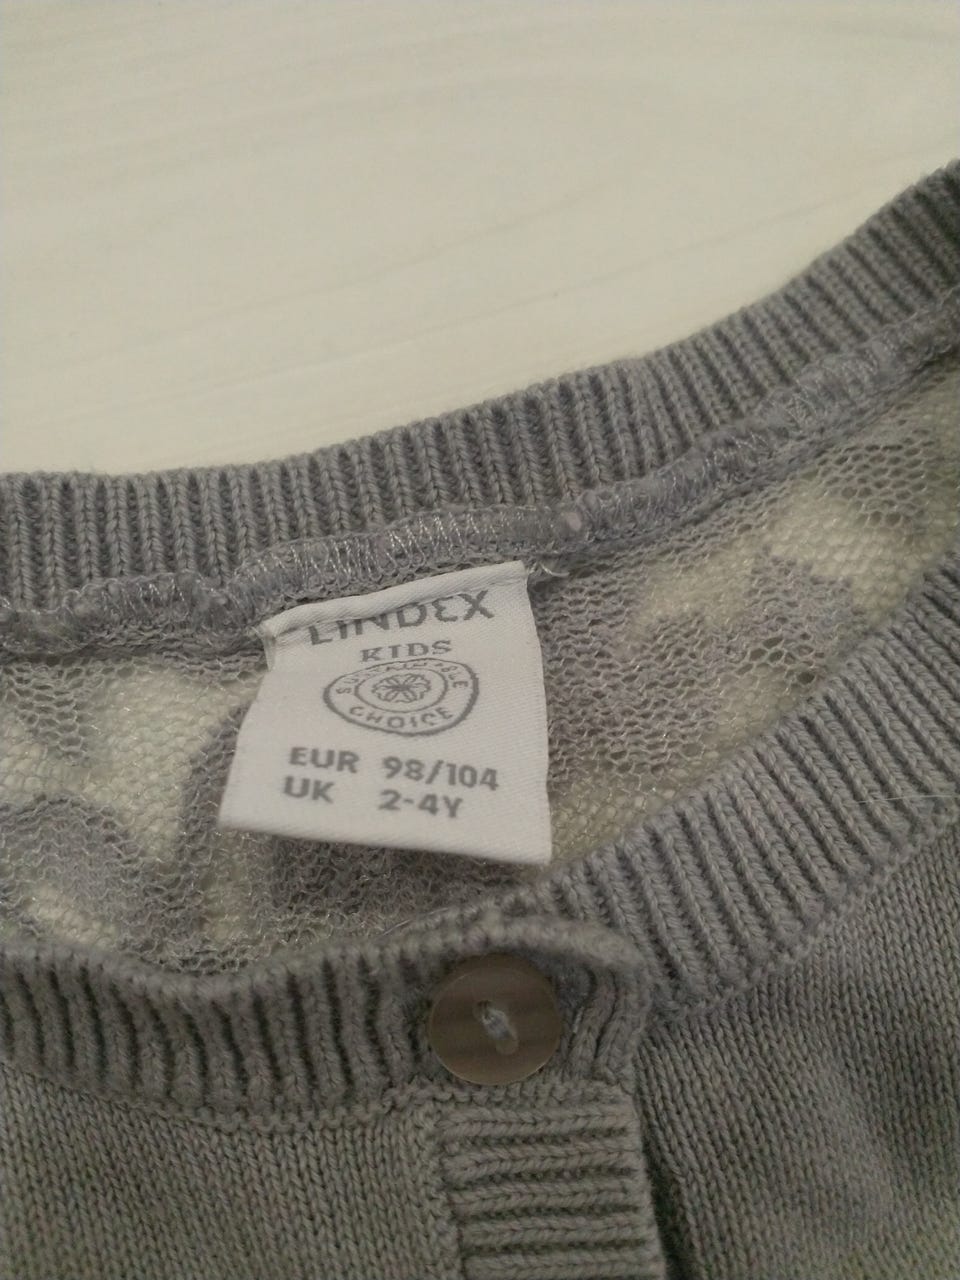 LINDEX
KIDS
SUSTAINABLE
CHOICE
EUR 98/104
UK 2-4Y